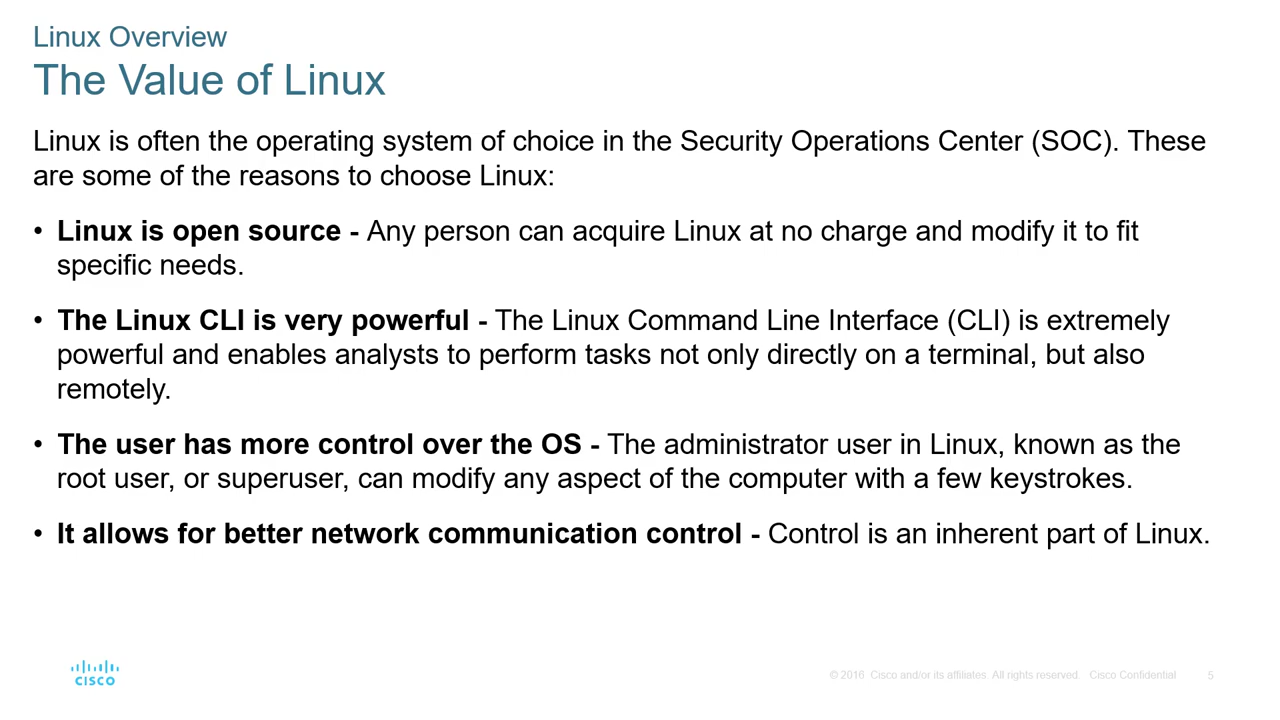 Linux Overview
The Value of Linux
Linux is often the operating system of choice in the Security Operations Center (SOC). These
are some of the reasons to choose Linux:
• Linux is open source - Any person can acquire Linux at no charge and modify it to fit
specific needs.
• The Linux CLI is very powerful - The Linux Command Line Interface (CLI) is extremely
powerful and enables analysts to perform tasks not only directly on a terminal, but also
remotely.
• The user has more control over the OS - The administrator user in Linux, known as the
root user, or superuser, can modify any aspect of the computer with a few keystrokes.
• It allows for better network communication control - Control is an inherent part of Linux.
CISCO
© 2016 Cisco and/or its affiliates. All rights reserved. Cisco Confidential 5